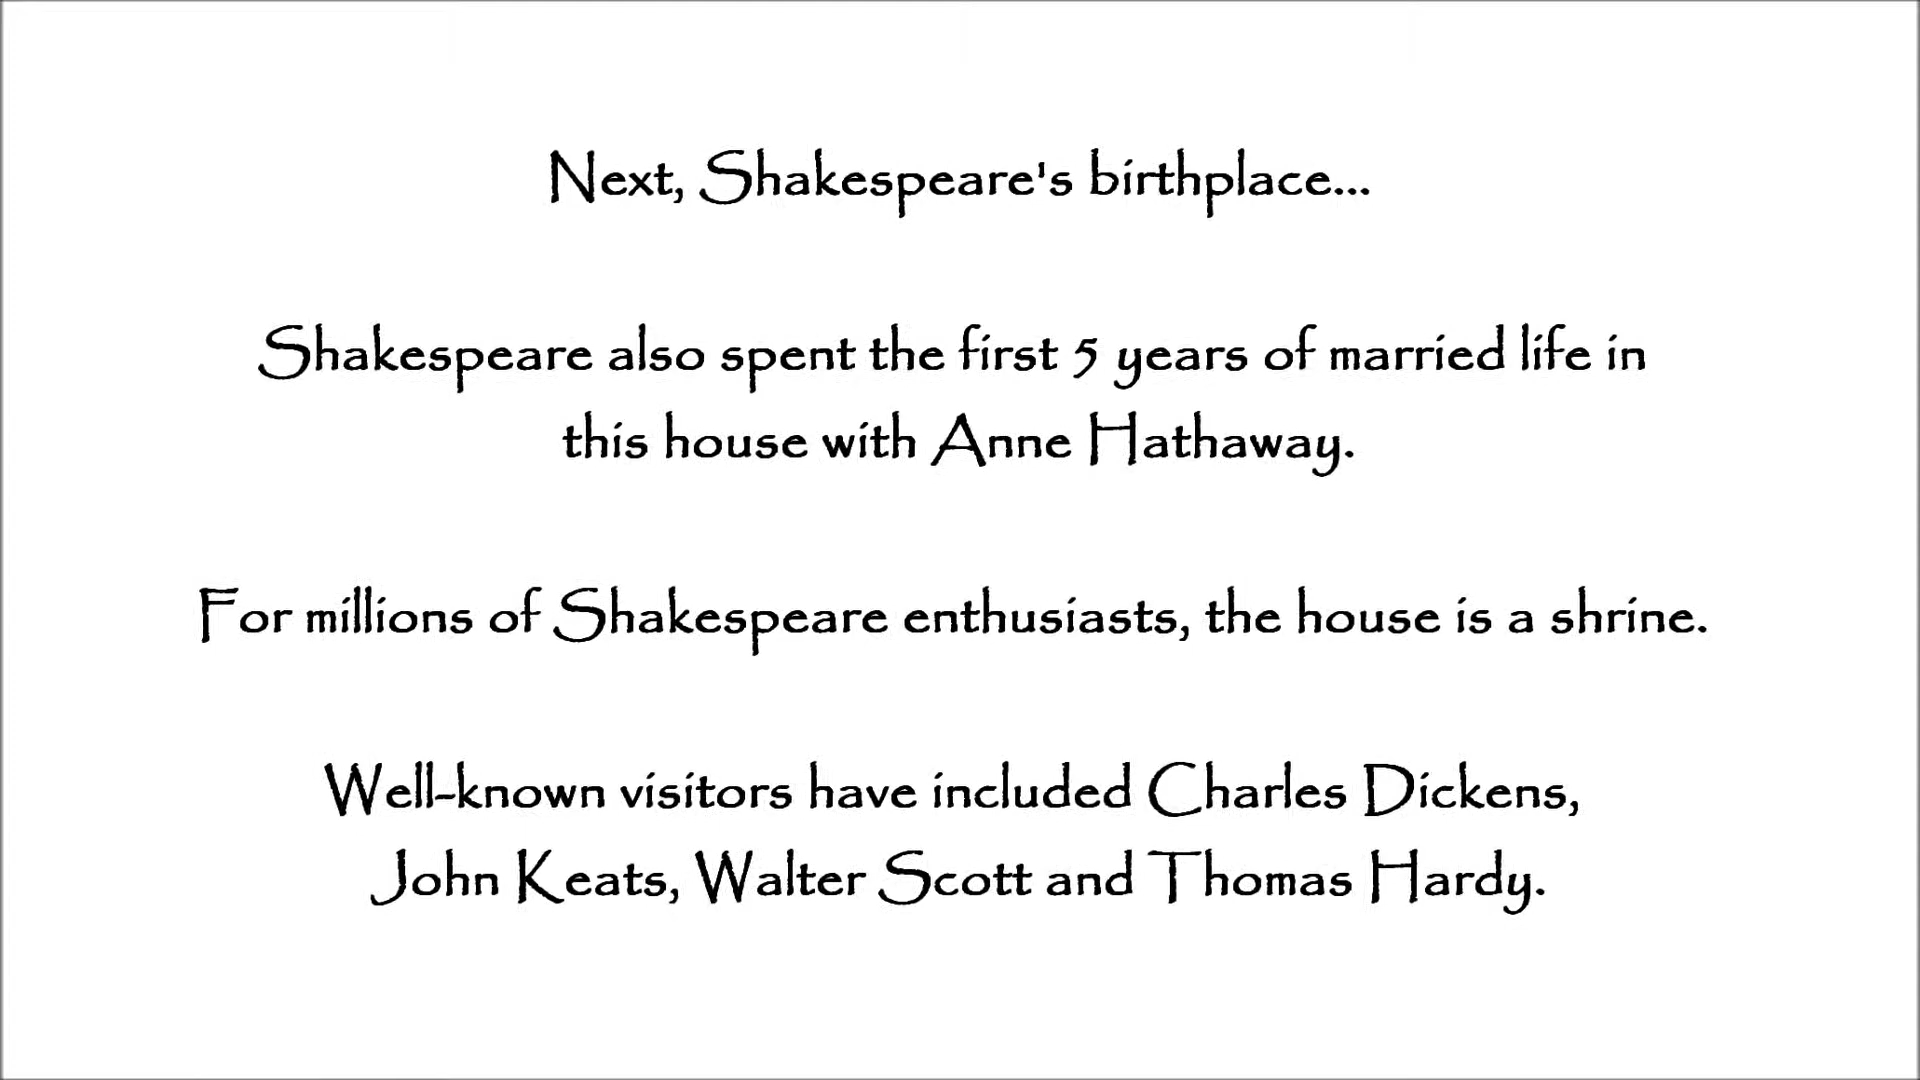 Next, Shakespeare's birthplace...
Shakespeare also spent the first 5 years of married life in
this house with Anne Hathaway.
For millions of Shakespeare enthusiasts, the house is a shrine.
Well-known visitors have included Charles Dickens,
John Keats, Walter Scott and Thomas Hardy.